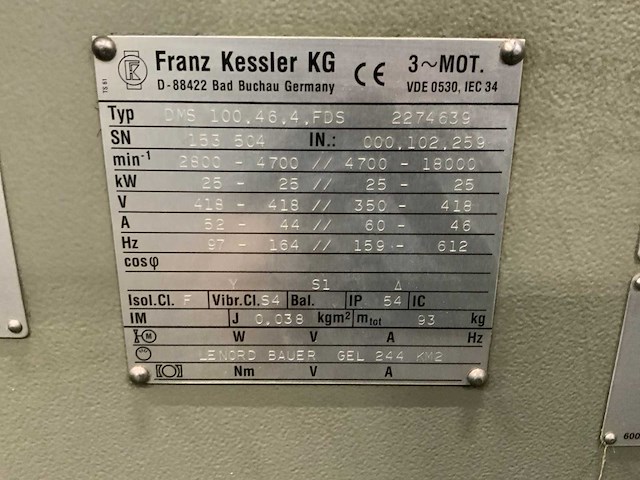 Franz Kessler KG CE 3~MOT.
D-88422 Bad Buchau Germany VDE 0530, IEC 34
TS 61
Typ DMS 100.46.4.FDS 2274639
SN 153 504 IN.: 000.102.259
min-1 2800 - 4700 // 4700 - 18000
kW 25 - 25 // 25 - 25
V 418 - 418 // 350 - 418
A 52 - 44 // 60 - 46
Hz 97 - 164 // 159 - 612
cosφ
Y S1 Δ
Isol.Cl. F Vibr.Cl.S4 Bal. IP 54 IC
IM J 0,038 kgm² mtot 93 kg
M W V A Hz
LENORD BAUER GEL 244 KM2
Nm V A
600